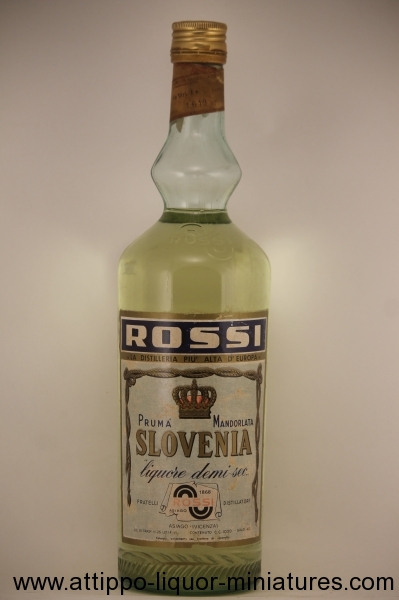 ROSSI
LA DISTILLERIA PIU' ALTA D'EUROPA
PRUMA MANDORLATA
SLOVENIA
liquore demi-sec
1868
FRATELLI ROSSI DISTILLATORI
ASIAGO (VICENZA)
www.attippo-liquor-miniatures.com